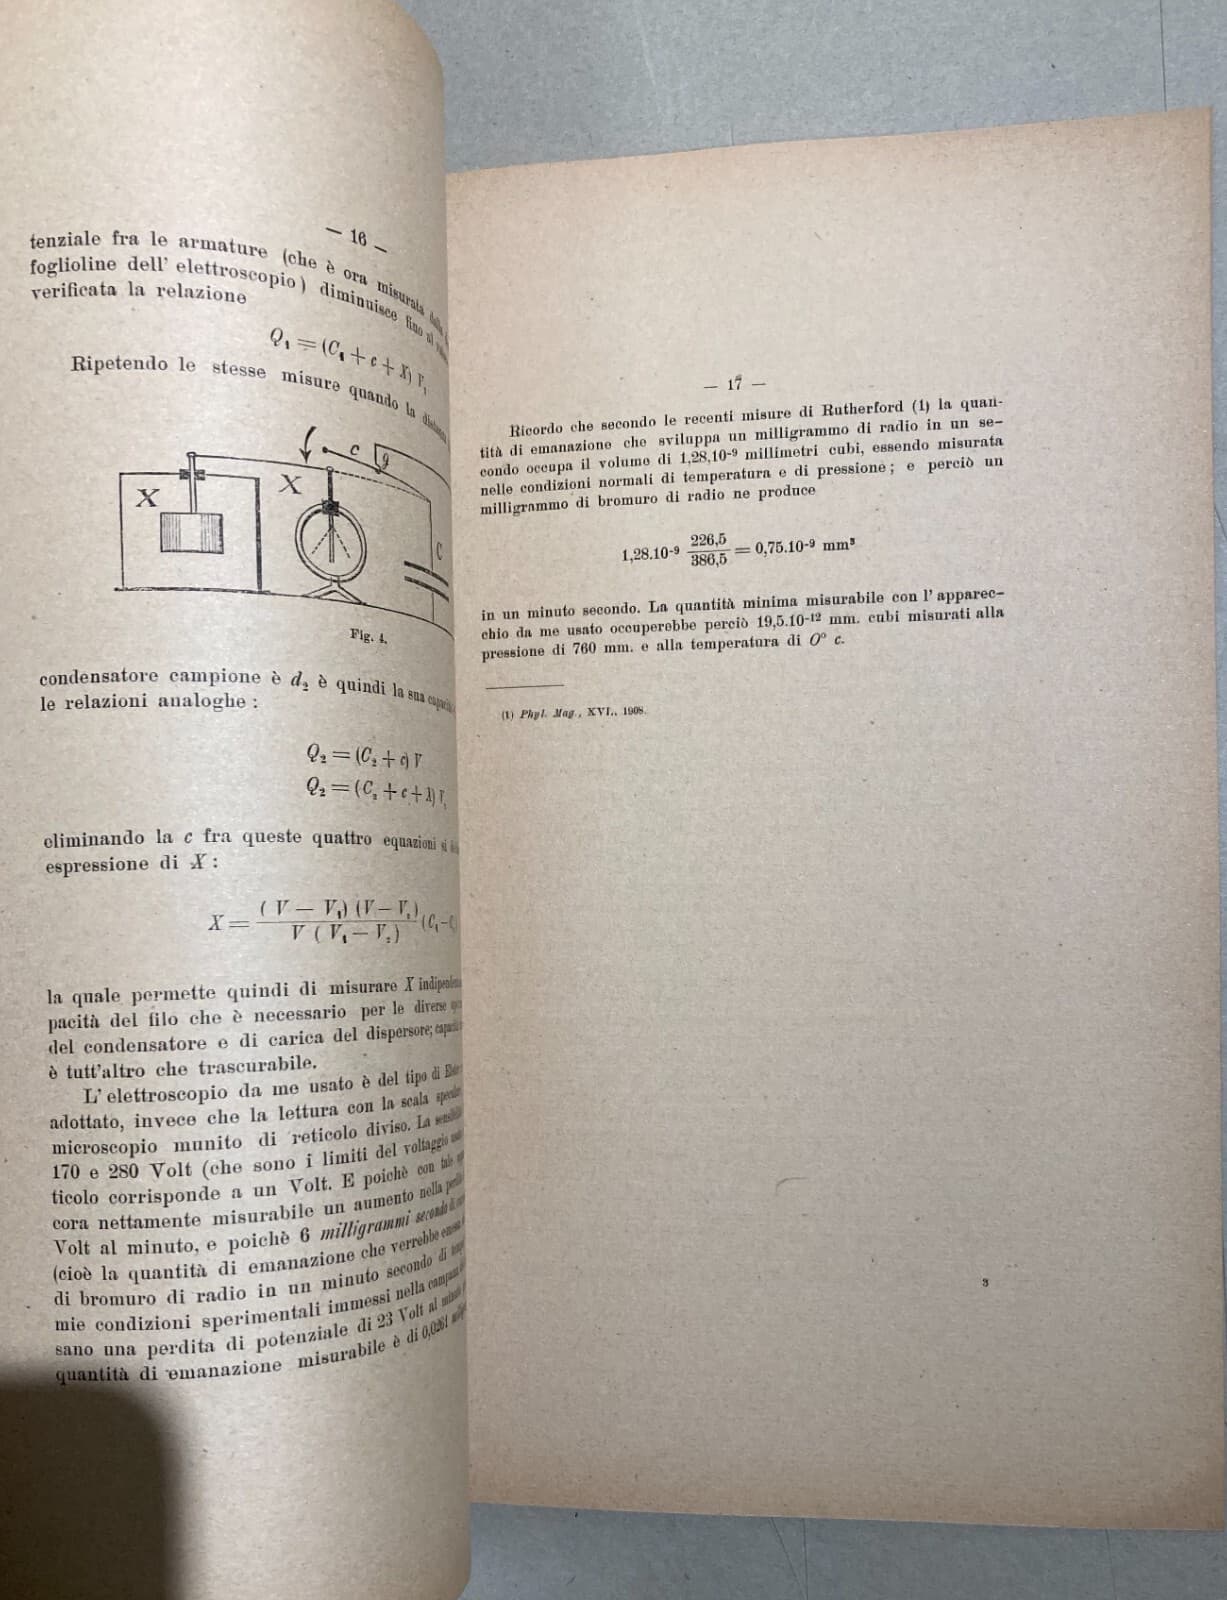 — 16 —
tenziale fra le armature (che è ora misurata dalla
foglioline dell' elettroscopio) diminuisce fino al
verificata la relazione
Q₁ = (C₁ + c + X) V₁
Ripetendo le stesse misure quando la distanza
X
X
c
g
C
Fig. 4.
condensatore campione è d₂ è quindi la sua
le relazioni analoghe :
Q₂ = (C₂ + c) V
Q₂ = (C₂ + c + X) V₁
eliminando la c fra queste quattro equazioni si
espressione di X :
X = ( V — V₁) (V — V₂) / V ( V₁ — V₂) (C₁ -
la quale permette quindi di misurare X
pacità del filo che è necessario per le diverse
del condensatore e di carica del dispersore;
è tutt'altro che trascurabile.
L' elettroscopio da me usato è del tipo di
adottato, invece che la lettura con la scala
microscopio munito di reticolo diviso. La
170 e 280 Volt (che sono i limiti del voltaggio
ticolo corrisponde a un Volt. E poichè con tale
cora nettamente misurabile un aumento nella
Volt al minuto, e poichè 6 milligrammi secondo di
(cioè la quantità di emanazione che verrebbe
di bromuro di radio in un minuto secondo di
mie condizioni sperimentali immessi nella campana
sano una perdita di potenziale di 23 Volt al minuto
quantità di emanazione misurabile è di 0,0261
— 17 —
Ricordo che secondo le recenti misure di Rutherford (1) la quan-
tità di emanazione che sviluppa un milligrammo di radio in un se-
condo occupa il volume di 1,28,10⁻⁹ millimetri cubi, essendo misurata
nelle condizioni normali di temperatura e di pressione ; e perciò un
milligrammo di bromuro di radio ne produce
1,28.10⁻⁹ 226,5 / 386,5 = 0,75.10⁻⁹ mm³
in un minuto secondo. La quantità minima misurabile con l' apparec-
chio da me usato occuperebbe perciò 19,5.10⁻¹² mm. cubi misurati alla
pressione di 760 mm. e alla temperatura di O° c.
(1) Phyl. Mag., XVI., 1908.
3